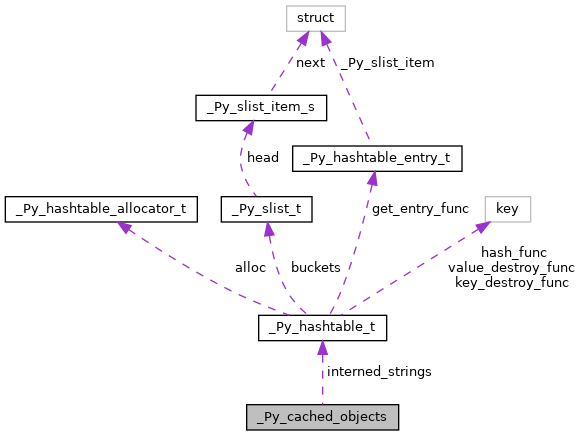 struct
next
_Py_slist_item
_Py_slist_item_s
head
_Py_hashtable_entry_t
_Py_hashtable_allocator_t
_Py_slist_t
get_entry_func
key
alloc
buckets
hash_func
value_destroy_func
key_destroy_func
_Py_hashtable_t
interned_strings
_Py_cached_objects